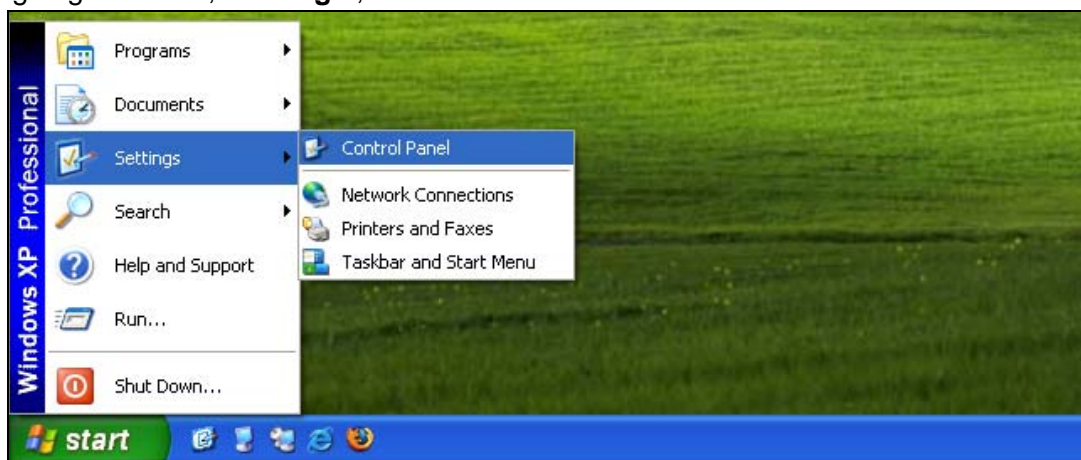 Windows XP Professional
Programs
Documents
Settings
Search
Help and Support
Run...
Shut Down...
Control Panel
Network Connections
Printers and Faxes
Taskbar and Start Menu
start